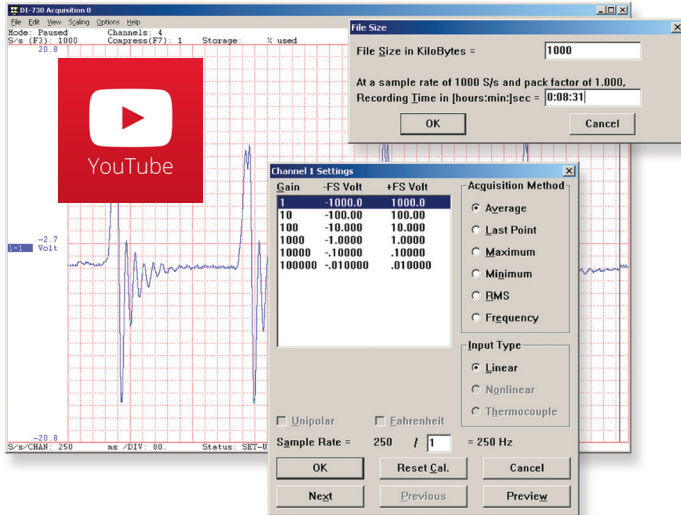 DI-730 Acquisition 0
File Edit View Scaling Options Help
Mode: Paused Channels: 4
S/s (F3): 1000 Compress(F7): 1 Storage: % used
20.8
YouTube
-2.7
1-1 Volt
-20.8
S/s/CHAN: 250 ms /DIV: 80. Status: SET-U
File Size
File Size in KiloBytes = 1000
At a sample rate of 1000 S/s and pack factor of 1.000,
Recording Time in [hours:min:]sec = 0:08:31
OK Cancel
Channel 1 Settings
Gain -FS Volt +FS Volt
1 -1000.0 1000.0
10 -100.00 100.00
100 -10.000 10.000
1000 -1.0000 1.0000
10000 -.10000 .10000
100000 -.010000 .010000
Acquisition Method
Average
Last Point
Maximum
Minimum
RMS
Frequency
Input Type
Linear
Nonlinear
Thermocouple
Unipolar Fahrenheit
Sample Rate = 250 / 1 = 250 Hz
OK Reset Cal. Cancel
Next Previous Preview